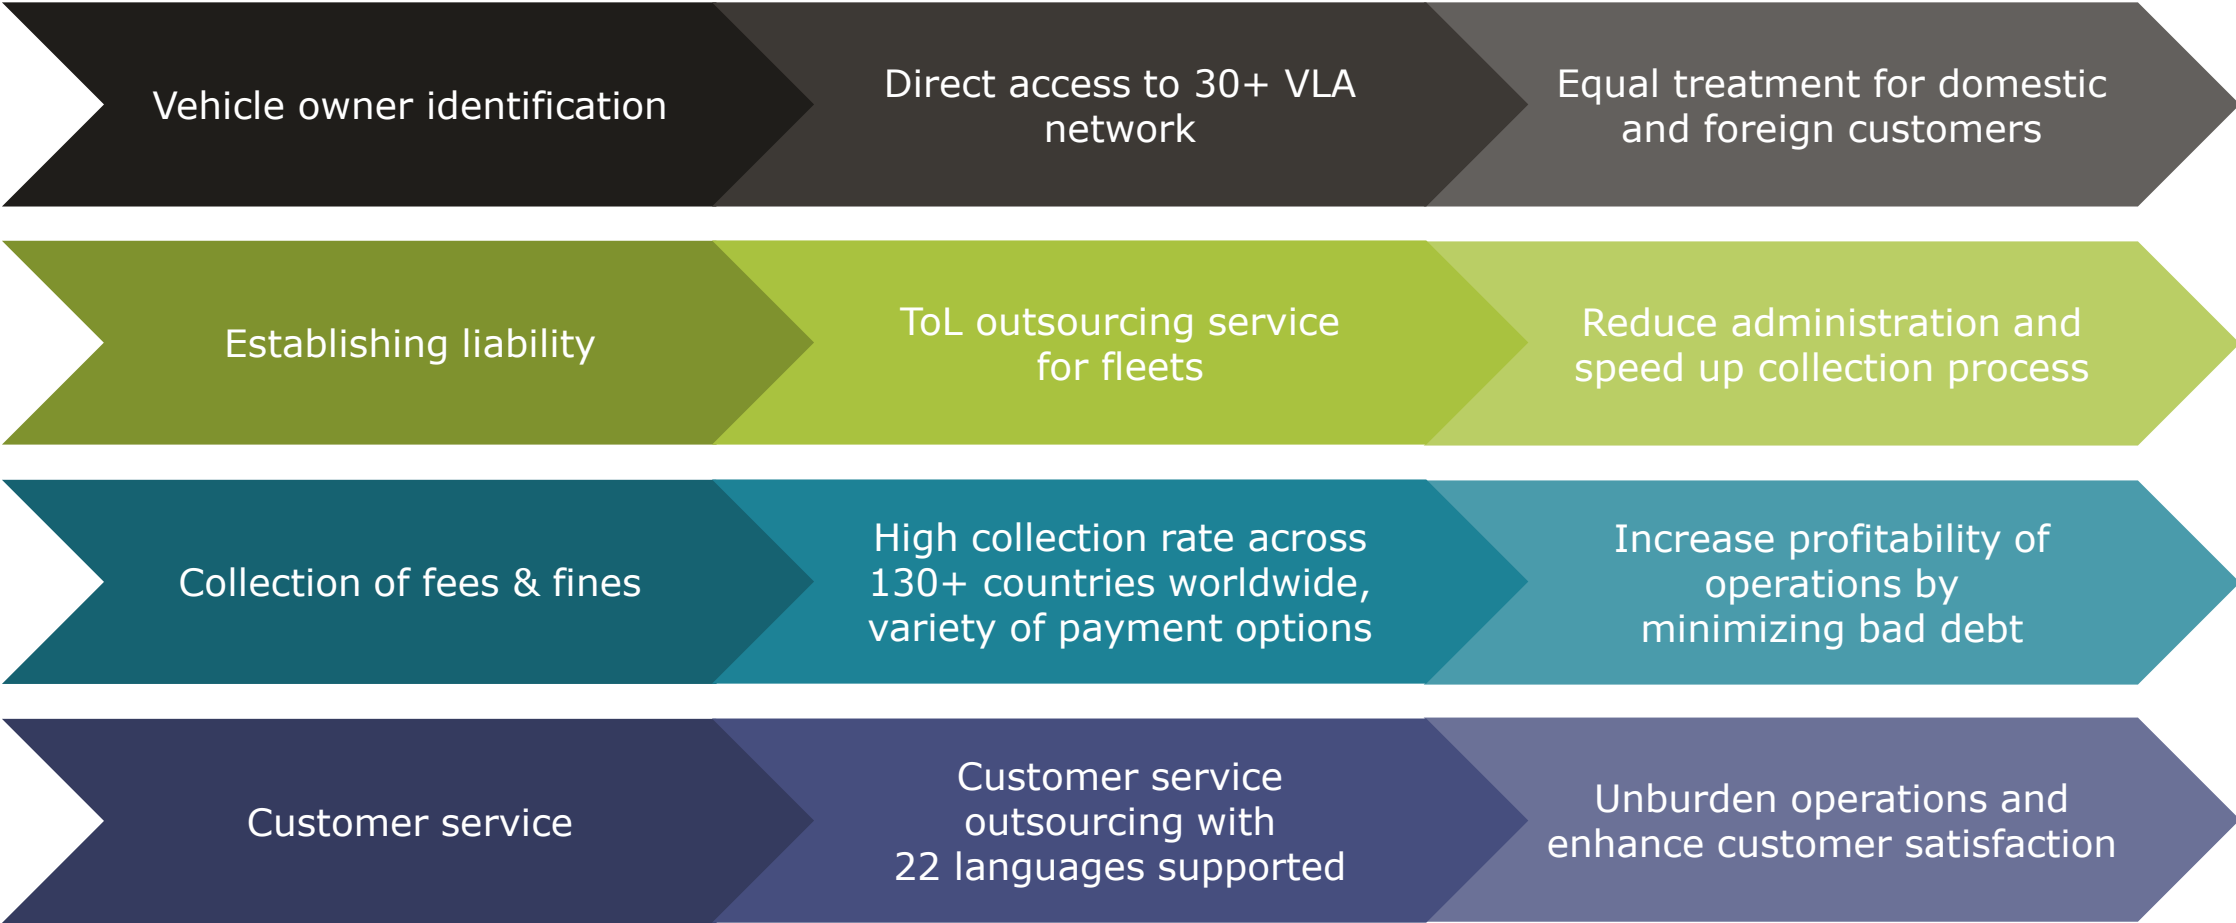 Vehicle owner identification
Direct access to 30+ VLA
network
Equal treatment for domestic
and foreign customers
Establishing liability
ToL outsourcing service
for fleets
Reduce administration and
speed up collection process
Collection of fees & fines
High collection rate across
130+ countries worldwide,
variety of payment options
Increase profitability of
operations by
minimizing bad debt
Customer service
Customer service
outsourcing with
22 languages supported
Unburden operations and
enhance customer satisfaction